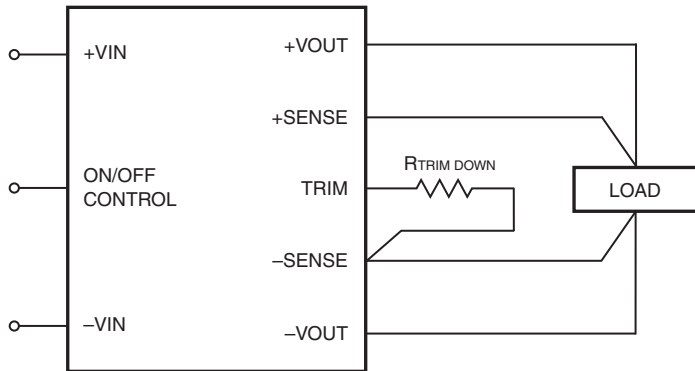 +VIN
+VOUT
+SENSE
ON/OFF
CONTROL
TRIM
RTRIM DOWN
LOAD
–SENSE
–VIN
–VOUT